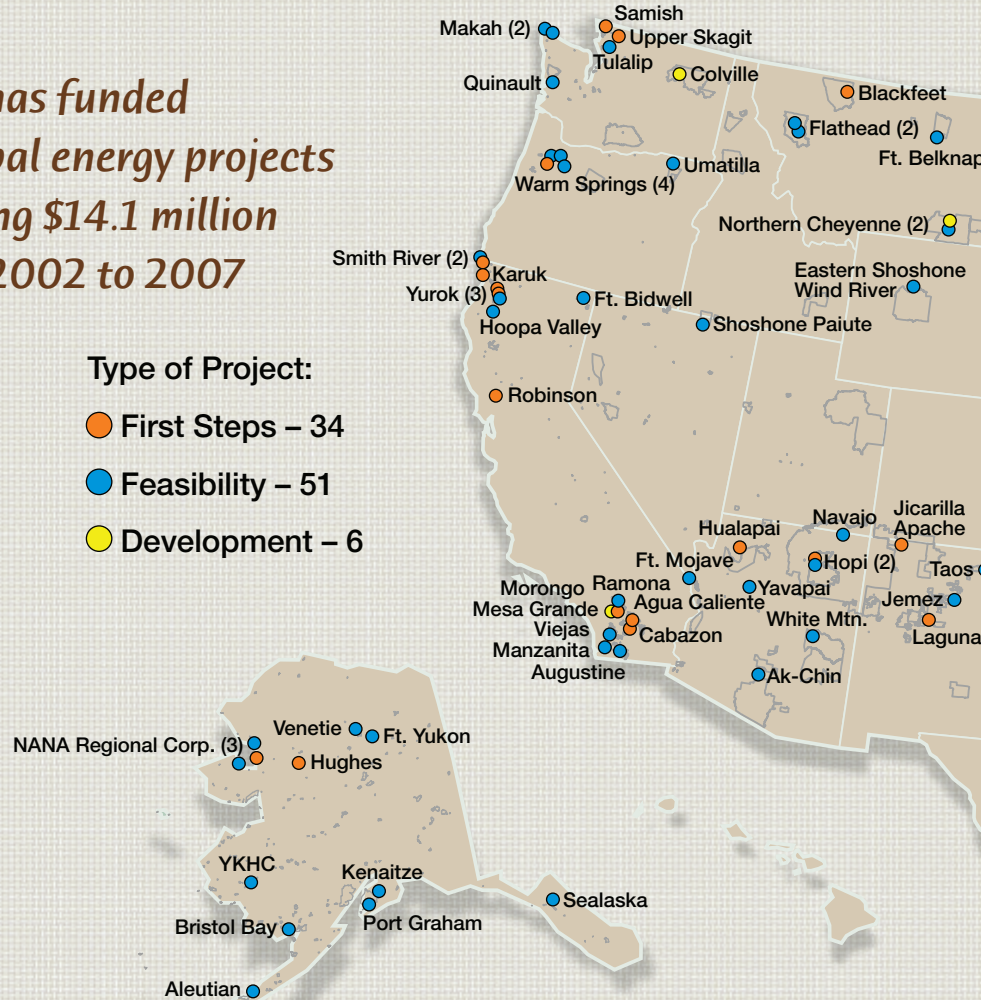 has funded
bal energy projects
ng $14.1 million
2002 to 2007
Type of Project:
First Steps – 34
Feasibility – 51
Development – 6
Samish
Makah (2)
Upper Skagit
Tulalip
Colville
Quinault
Blackfeet
Flathead (2)
Ft. Belknap
Umatilla
Warm Springs (4)
Northern Cheyenne (2)
Smith River (2)
Karuk
Eastern Shoshone
Wind River
Yurok (3)
Ft. Bidwell
Hoopa Valley
Shoshone Paiute
Robinson
Jicarilla
Apache
Navajo
Hualapai
Hopi (2)
Ft. Mojave
Taos
Morongo
Ramona
Yavapai
Jemez
Mesa Grande
Agua Caliente
White Mtn.
Viejas
Cabazon
Laguna
Manzanita
Augustine
Ak-Chin
Venetie
Ft. Yukon
NANA Regional Corp. (3)
Hughes
YKHC
Kenaitze
Sealaska
Port Graham
Bristol Bay
Aleutian